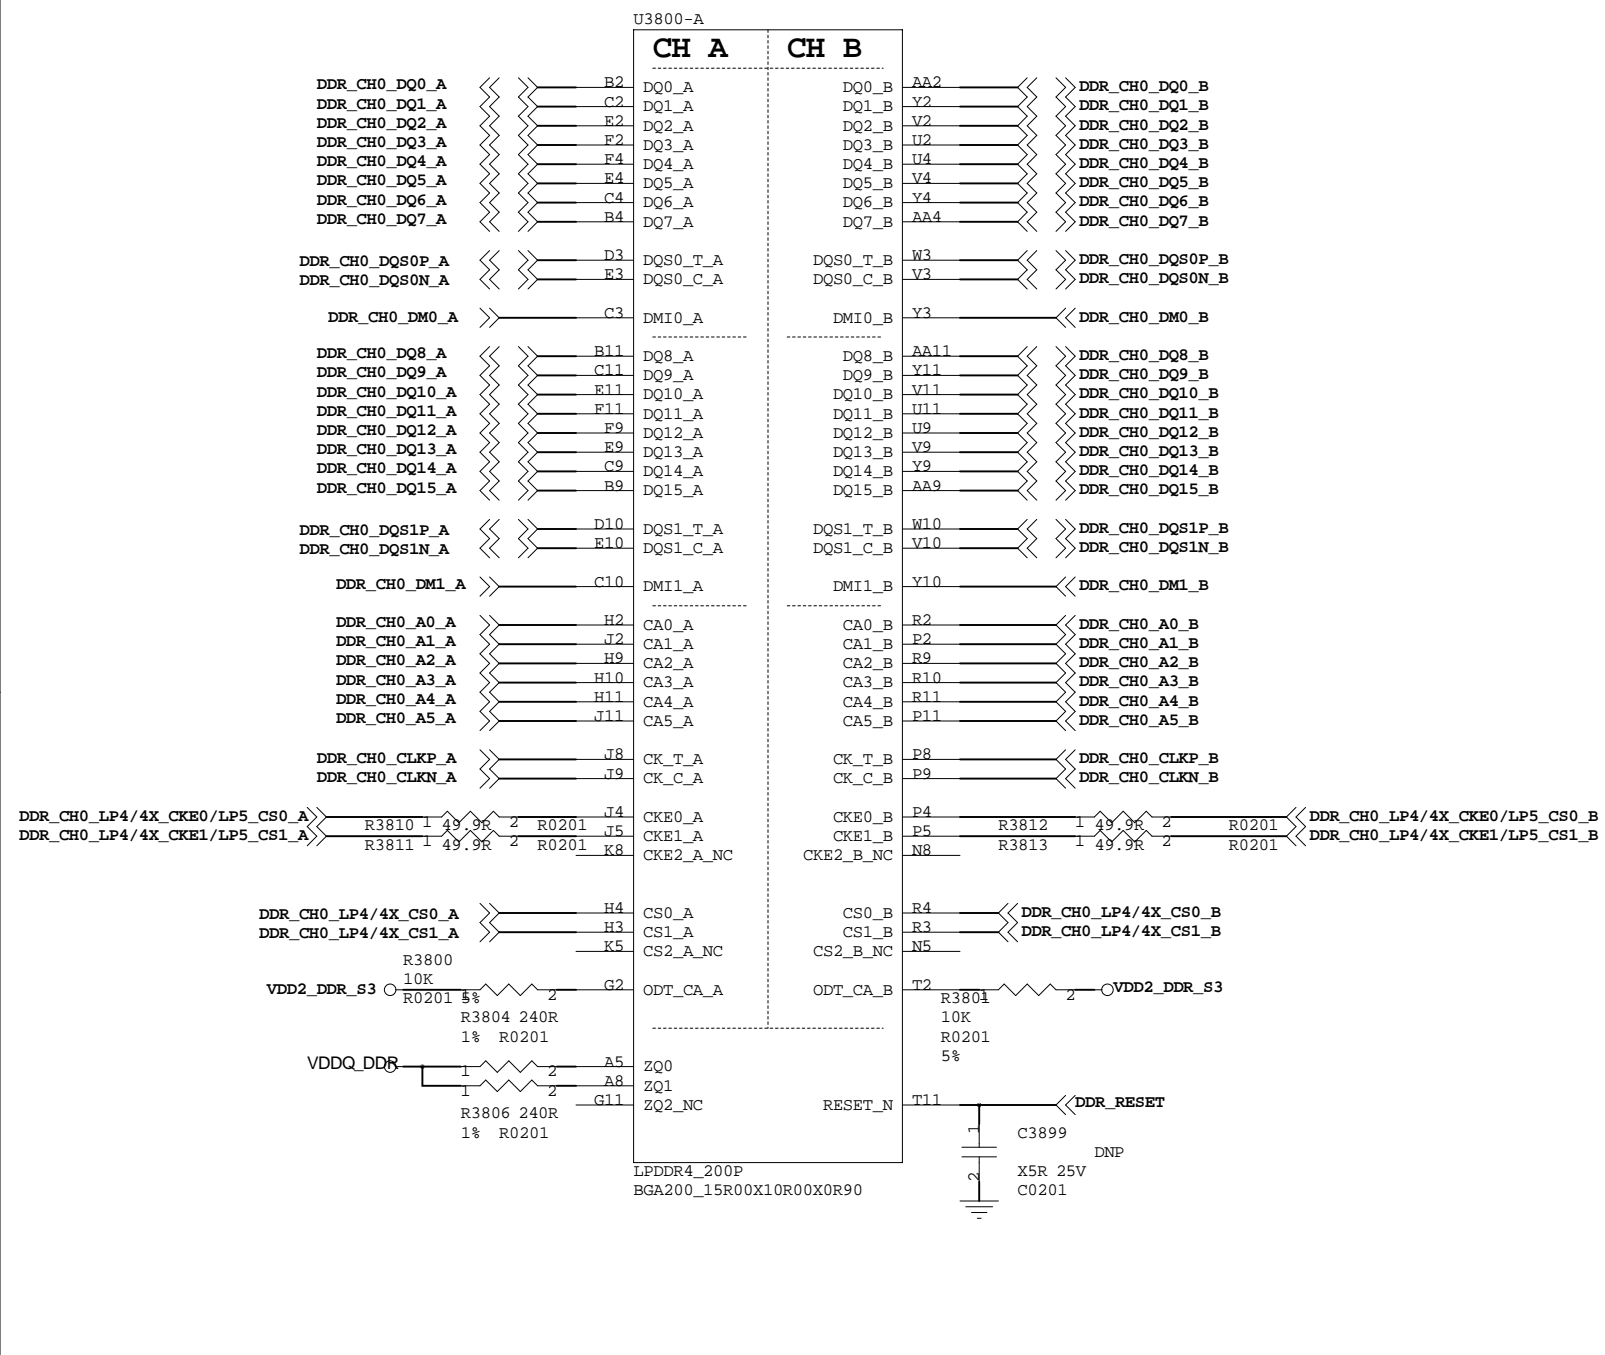 U3800-A
CH A CH B
DDR_CH0_DQ0_A B2 DQ0_A DQ0_B AA2 DDR_CH0_DQ0_B
DDR_CH0_DQ1_A C2 DQ1_A DQ1_B Y2 DDR_CH0_DQ1_B
DDR_CH0_DQ2_A E2 DQ2_A DQ2_B V2 DDR_CH0_DQ2_B
DDR_CH0_DQ3_A F2 DQ3_A DQ3_B U2 DDR_CH0_DQ3_B
DDR_CH0_DQ4_A F4 DQ4_A DQ4_B U4 DDR_CH0_DQ4_B
DDR_CH0_DQ5_A E4 DQ5_A DQ5_B V4 DDR_CH0_DQ5_B
DDR_CH0_DQ6_A C4 DQ6_A DQ6_B Y4 DDR_CH0_DQ6_B
DDR_CH0_DQ7_A B4 DQ7_A DQ7_B AA4 DDR_CH0_DQ7_B
DDR_CH0_DQS0P_A D3 DQS0_T_A DQS0_T_B W3 DDR_CH0_DQS0P_B
DDR_CH0_DQS0N_A E3 DQS0_C_A DQS0_C_B V3 DDR_CH0_DQS0N_B
DDR_CH0_DM0_A C3 DMI0_A DMI0_B Y3 DDR_CH0_DM0_B
DDR_CH0_DQ8_A B11 DQ8_A DQ8_B AA11 DDR_CH0_DQ8_B
DDR_CH0_DQ9_A C11 DQ9_A DQ9_B Y11 DDR_CH0_DQ9_B
DDR_CH0_DQ10_A E11 DQ10_A DQ10_B V11 DDR_CH0_DQ10_B
DDR_CH0_DQ11_A F11 DQ11_A DQ11_B U11 DDR_CH0_DQ11_B
DDR_CH0_DQ12_A F9 DQ12_A DQ12_B U9 DDR_CH0_DQ12_B
DDR_CH0_DQ13_A E9 DQ13_A DQ13_B V9 DDR_CH0_DQ13_B
DDR_CH0_DQ14_A C9 DQ14_A DQ14_B Y9 DDR_CH0_DQ14_B
DDR_CH0_DQ15_A B9 DQ15_A DQ15_B AA9 DDR_CH0_DQ15_B
DDR_CH0_DQS1P_A D10 DQS1_T_A DQS1_T_B W10 DDR_CH0_DQS1P_B
DDR_CH0_DQS1N_A E10 DQS1_C_A DQS1_C_B V10 DDR_CH0_DQS1N_B
DDR_CH0_DM1_A C10 DMI1_A DMI1_B Y10 DDR_CH0_DM1_B
DDR_CH0_A0_A H2 CA0_A CA0_B R2 DDR_CH0_A0_B
DDR_CH0_A1_A J2 CA1_A CA1_B P2 DDR_CH0_A1_B
DDR_CH0_A2_A H9 CA2_A CA2_B R9 DDR_CH0_A2_B
DDR_CH0_A3_A H10 CA3_A CA3_B R10 DDR_CH0_A3_B
DDR_CH0_A4_A H11 CA4_A CA4_B R11 DDR_CH0_A4_B
DDR_CH0_A5_A J11 CA5_A CA5_B P11 DDR_CH0_A5_B
DDR_CH0_CLKP_A J8 CK_T_A CK_T_B P8 DDR_CH0_CLKP_B
DDR_CH0_CLKN_A J9 CK_C_A CK_C_B P9 DDR_CH0_CLKN_B
DDR_CH0_LP4/4X_CKE0/LP5_CS0_A J4 CKE0_A CKE0_B P4 DDR_CH0_LP4/4X_CKE0/LP5_CS0_B
R3810 1 49.9R 2 R0201 R3812 1 49.9R 2 R0201
DDR_CH0_LP4/4X_CKE1/LP5_CS1_A J5 CKE1_A CKE1_B P5 DDR_CH0_LP4/4X_CKE1/LP5_CS1_B
R3811 1 49.9R 2 R0201 R3813 1 49.9R 2 R0201
K8 CKE2_A_NC CKE2_B_NC N8
DDR_CH0_LP4/4X_CS0_A H4 CS0_A CS0_B R4 DDR_CH0_LP4/4X_CS0_B
DDR_CH0_LP4/4X_CS1_A H3 CS1_A CS1_B R3 DDR_CH0_LP4/4X_CS1_B
K5 CS2_A_NC CS2_B_NC N5
R3800
10K
VDD2_DDR_S3 G2 ODT_CA_A ODT_CA_B T2 VDD2_DDR_S3
R0201 5% 1 2 R3801 1 2
R3804 240R 10K
1% R0201 R0201
5%
VDDQ_DDR 1 2 A5 ZQ0
1 2 A8 ZQ1
G11 ZQ2_NC RESET_N T11 DDR_RESET
R3806 240R
1% R0201
1 C3899
DNP
2 X5R 25V
C0201
LPDDR4_200P
BGA200_15R00X10R00X0R90